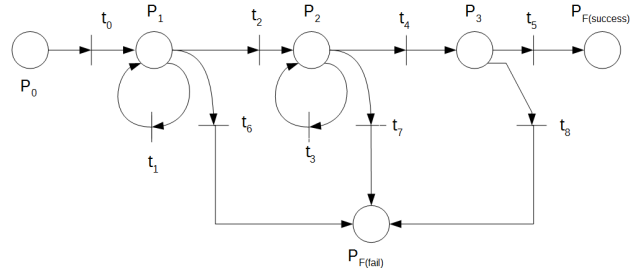 t0 P1 t2 P2 t4 P3 t5 PF(success)
P0
t6 t7 t8
t1 t3
PF(fail)